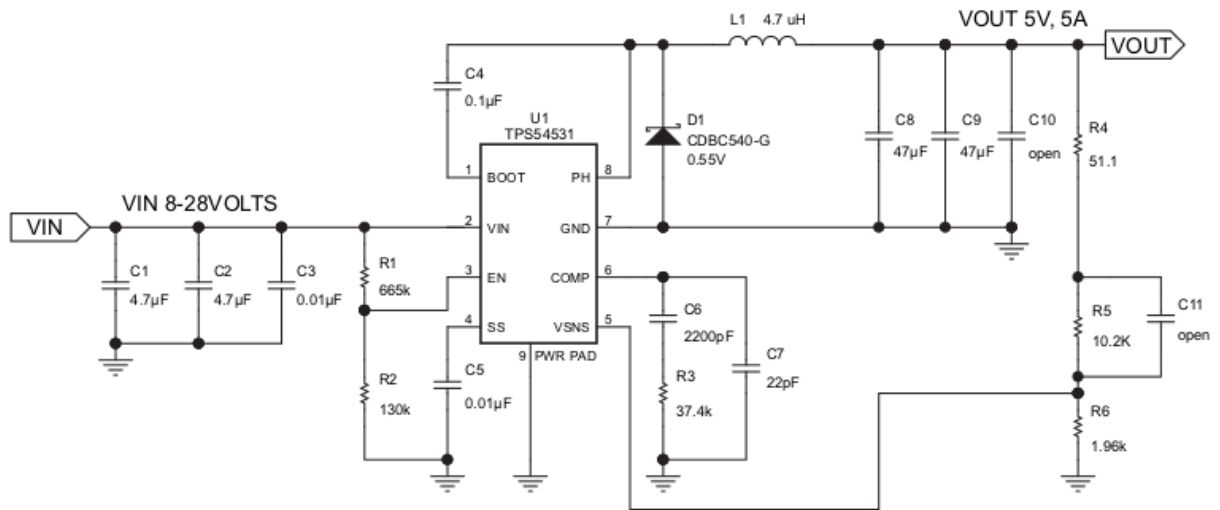 L1 4.7 uH
VOUT 5V, 5A
VOUT
C4
0.1µF
U1
TPS54531
D1
CDBC540-G
0.55V
C8
47µF
C9
47µF
C10
open
R4
51.1
1 BOOT
PH 8
VIN 8-28VOLTS
VIN
2 VIN
GND 7
C1
4.7µF
C2
4.7µF
C3
0.01µF
R1
665k
3 EN
COMP 6
4 SS
VSNS 5
9 PWR PAD
C6
2200pF
C7
22pF
R5
10.2K
C11
open
R2
130k
C5
0.01µF
R3
37.4k
R6
1.96k